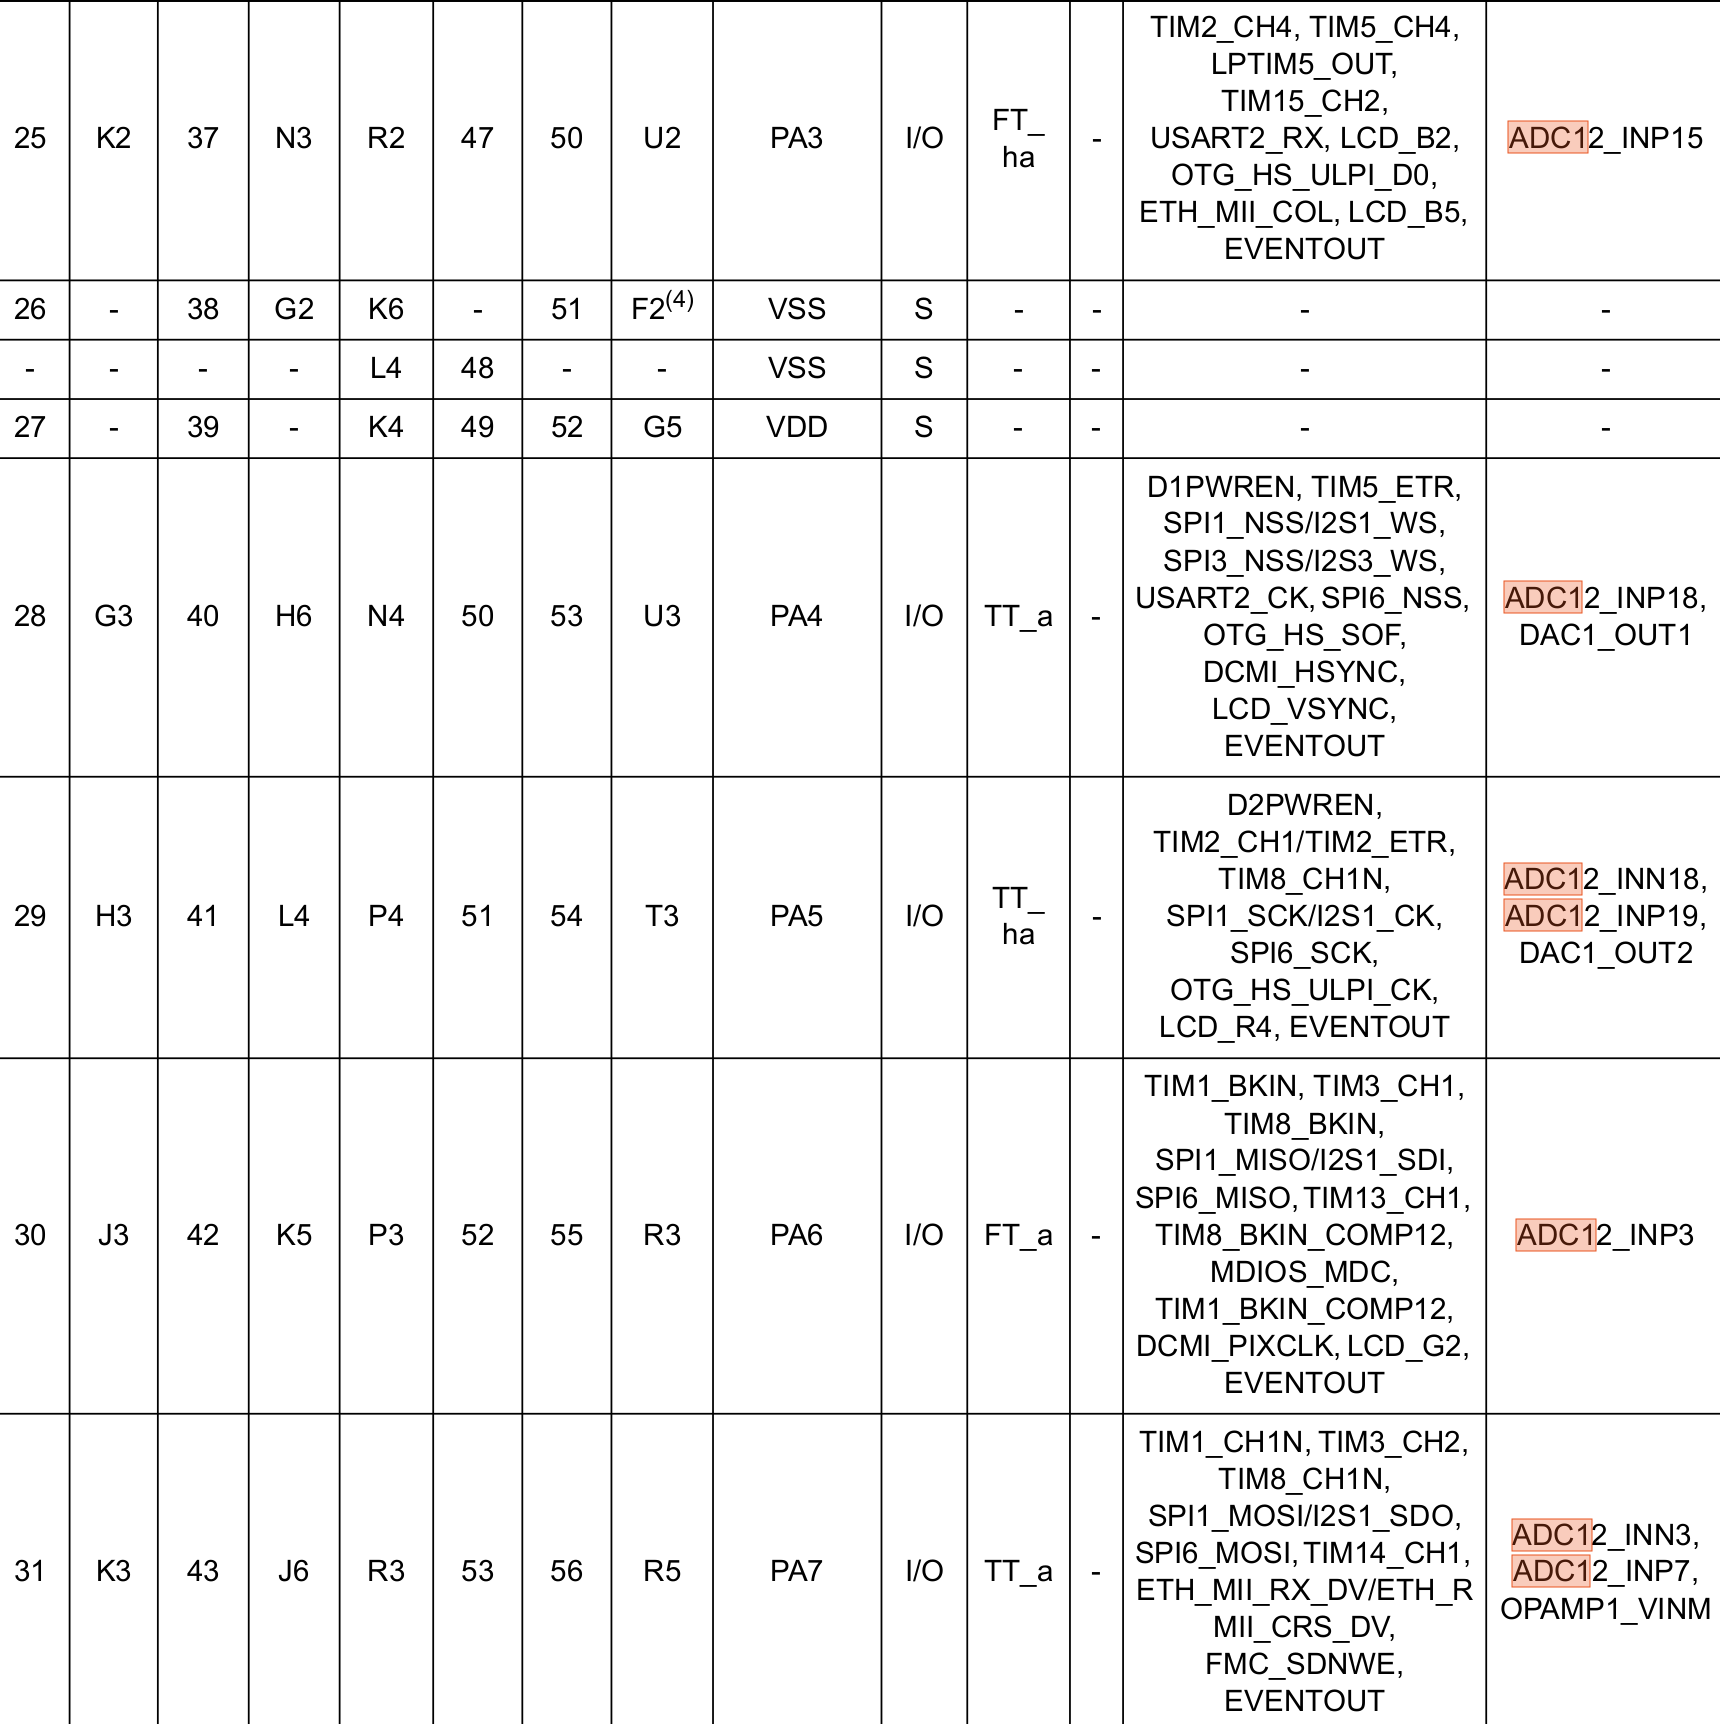 25 K2 37 N3 R2 47 50 U2 PA3 I/O FT_ha - TIM2_CH4, TIM5_CH4, LPTIM5_OUT, TIM15_CH2, USART2_RX, LCD_B2, OTG_HS_ULPI_D0, ETH_MII_COL, LCD_B5, EVENTOUT ADC12_INP15
26 - 38 G2 K6 - 51 F2(4) VSS S - - - -
- - - - L4 48 - - VSS S - - - -
27 - 39 - K4 49 52 G5 VDD S - - - -
28 G3 40 H6 N4 50 53 U3 PA4 I/O TT_a - D1PWREN, TIM5_ETR, SPI1_NSS/I2S1_WS, SPI3_NSS/I2S3_WS, USART2_CK, SPI6_NSS, OTG_HS_SOF, DCMI_HSYNC, LCD_VSYNC, EVENTOUT ADC12_INP18, DAC1_OUT1
29 H3 41 L4 P4 51 54 T3 PA5 I/O TT_ha - D2PWREN, TIM2_CH1/TIM2_ETR, TIM8_CH1N, SPI1_SCK/I2S1_CK, SPI6_SCK, OTG_HS_ULPI_CK, LCD_R4, EVENTOUT ADC12_INN18, ADC12_INP19, DAC1_OUT2
30 J3 42 K5 P3 52 55 R3 PA6 I/O FT_a - TIM1_BKIN, TIM3_CH1, TIM8_BKIN, SPI1_MISO/I2S1_SDI, SPI6_MISO, TIM13_CH1, TIM8_BKIN_COMP12, MDIOS_MDC, TIM1_BKIN_COMP12, DCMI_PIXCLK, LCD_G2, EVENTOUT ADC12_INP3
31 K3 43 J6 R3 53 56 R5 PA7 I/O TT_a - TIM1_CH1N, TIM3_CH2, TIM8_CH1N, SPI1_MOSI/I2S1_SDO, SPI6_MOSI, TIM14_CH1, ETH_MII_RX_DV/ETH_RMII_CRS_DV, FMC_SDNWE, EVENTOUT ADC12_INN3, ADC12_INP7, OPAMP1_VINM